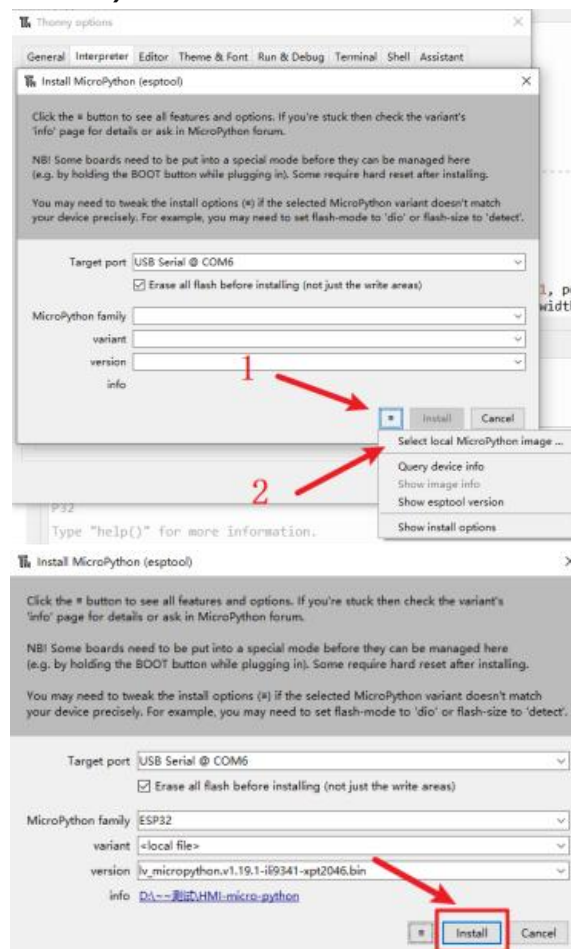 Thonny options
General Interpreter Editor Theme & Font Run & Debug Terminal Shell Assistant
Install MicroPython (esptool)
Click the ≡ button to see all features and options. If you're stuck then check the variant's
'info' page for details or ask in MicroPython forum.
NB! Some boards need to be put into a special mode before they can be managed here
(e.g. by holding the BOOT button while plugging in). Some require hard reset after installing.
You may need to tweak the install options (≡) if the selected MicroPython variant doesn't match
your device precisely. For example, you may need to set flash-mode to 'dio' or flash-size to 'detect'.
Target port USB Serial @ COM6
Erase all flash before installing (not just the write areas)
MicroPython family
variant
version
info
1
≡ Install Cancel
Select local MicroPython image ...
Query device info
Show image info
Show esptool version
Show install options
2
P32
Type "help()" for more information.
Install MicroPython (esptool)
Click the ≡ button to see all features and options. If you're stuck then check the variant's
'info' page for details or ask in MicroPython forum.
NB! Some boards need to be put into a special mode before they can be managed here
(e.g. by holding the BOOT button while plugging in). Some require hard reset after installing.
You may need to tweak the install options (≡) if the selected MicroPython variant doesn't match
your device precisely. For example, you may need to set flash-mode to 'dio' or flash-size to 'detect'.
Target port USB Serial @ COM6
Erase all flash before installing (not just the write areas)
MicroPython family ESP32
variant <local file>
version lv_micropython.v1.19.1-ili9341-xpt2046.bin
info D:\~~测试\HMI-micro-python
≡ Install Cancel